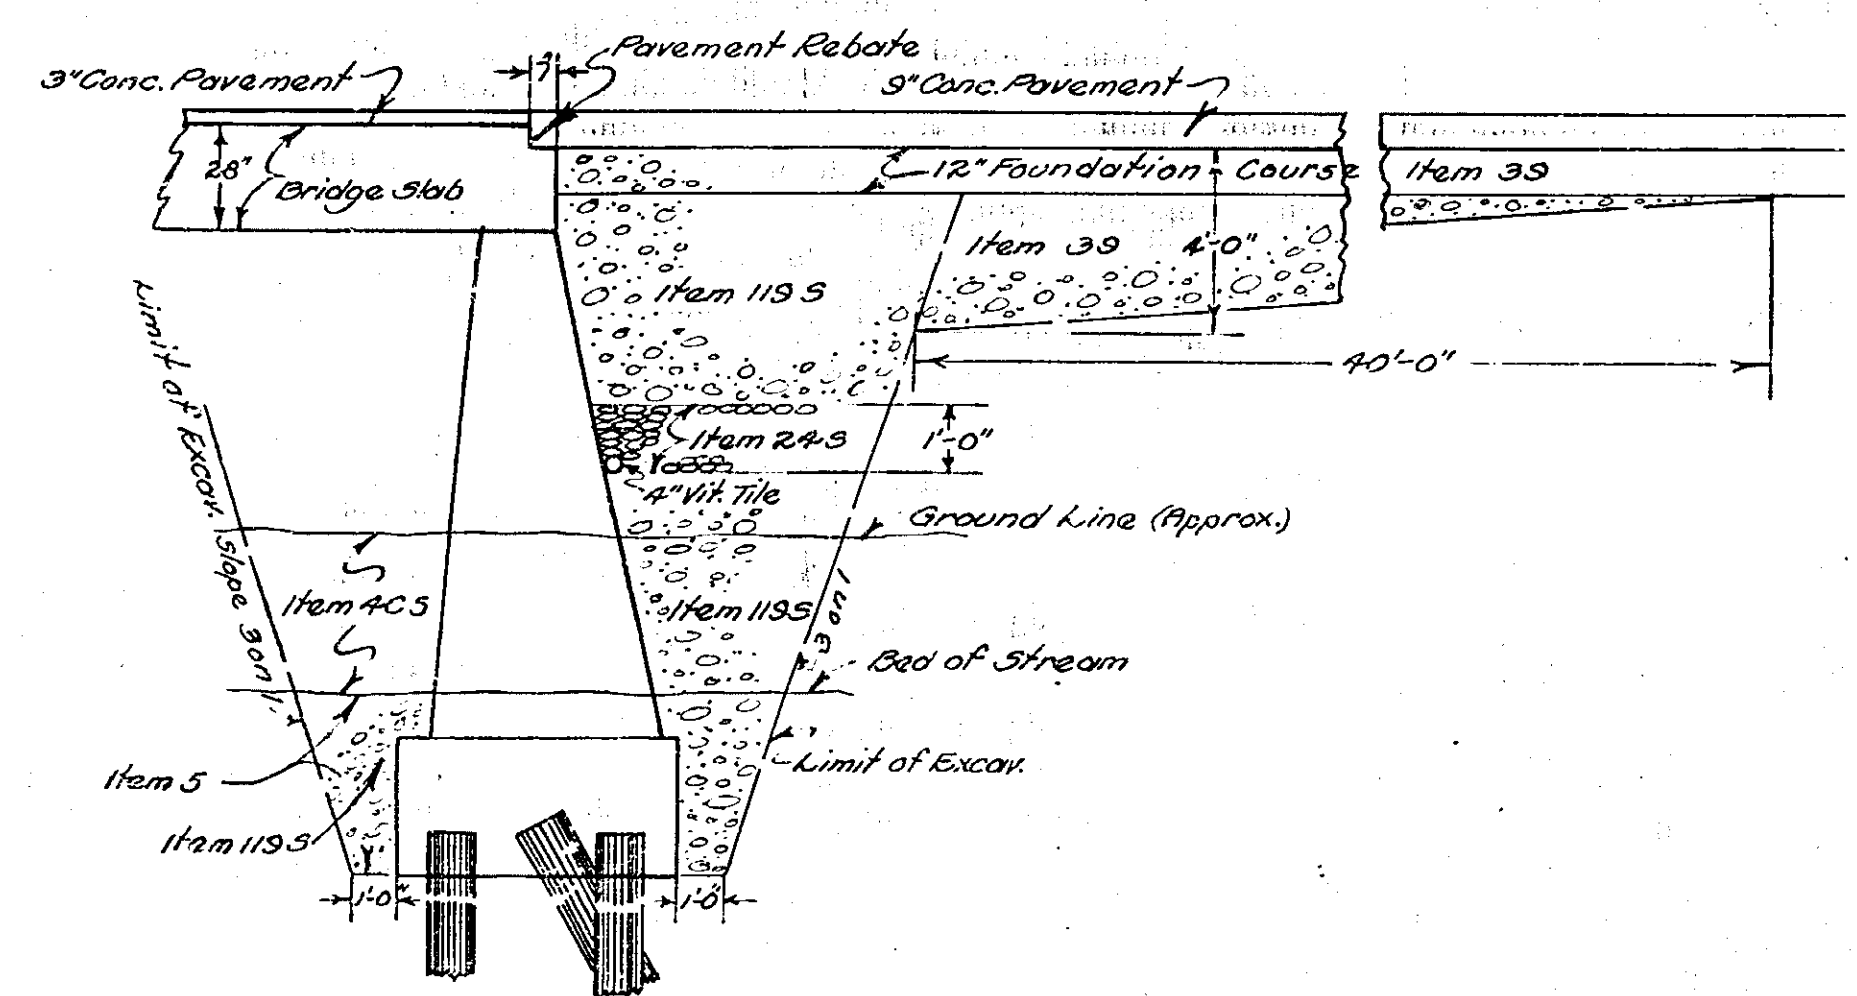 Pavement Rebate
3" Conc. Pavement
7"
9" Conc. Pavement
28"
Bridge Slab
12" Foundation Course
Item 39
Item 39
4'-0"
Item 119 S
40'-0"
Limit of Excav. Slope 3 on 1
Item 24S
1'-0"
4" Vit. Tile
Ground Line (Approx.)
Item 4CS
Item 119S
3 on 1
Bed of Stream
Item 5
Limit of Excav.
Item 119S
1'-0"
1'-0"